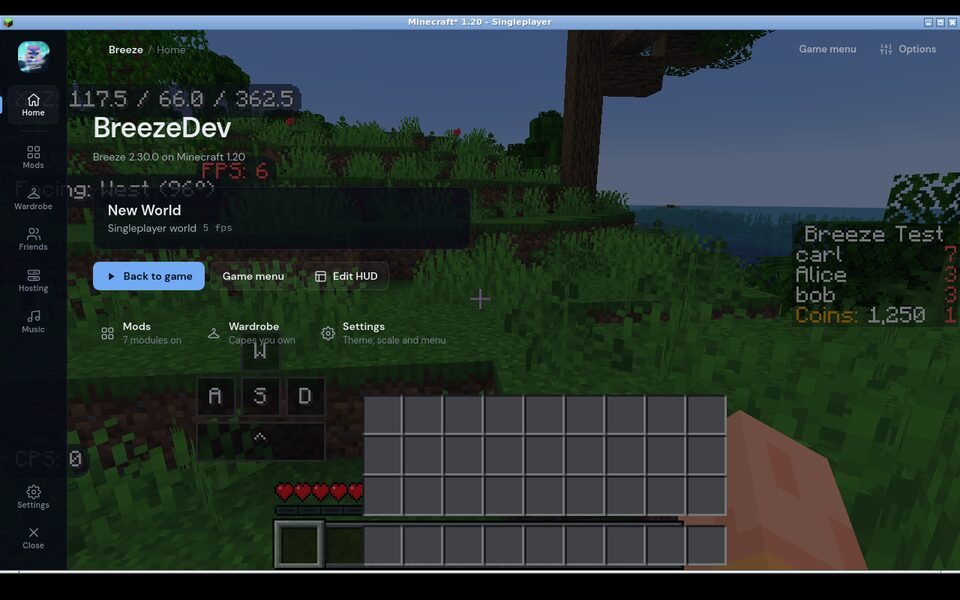 Minecraft* 1.20 - Singleplayer
Breeze / Home
Game menu
Options
Home
Mods
Wardrobe
Friends
Hosting
Music
Settings
Close
XYZ: 117.5 / 66.0 / 362.5
BreezeDev
Breeze 2.30.0 on Minecraft 1.20
FPS: 6
Facing: West (96°)
New World
Singleplayer world 5 fps
Back to game
Game menu
Edit HUD
Mods
7 modules on
Wardrobe
Capes you own
Settings
Theme, scale and menu
W
A S D
^
CPS: 0
Breeze Test
carl 7
Alice 3
bob 3
Coins: 1,250 1